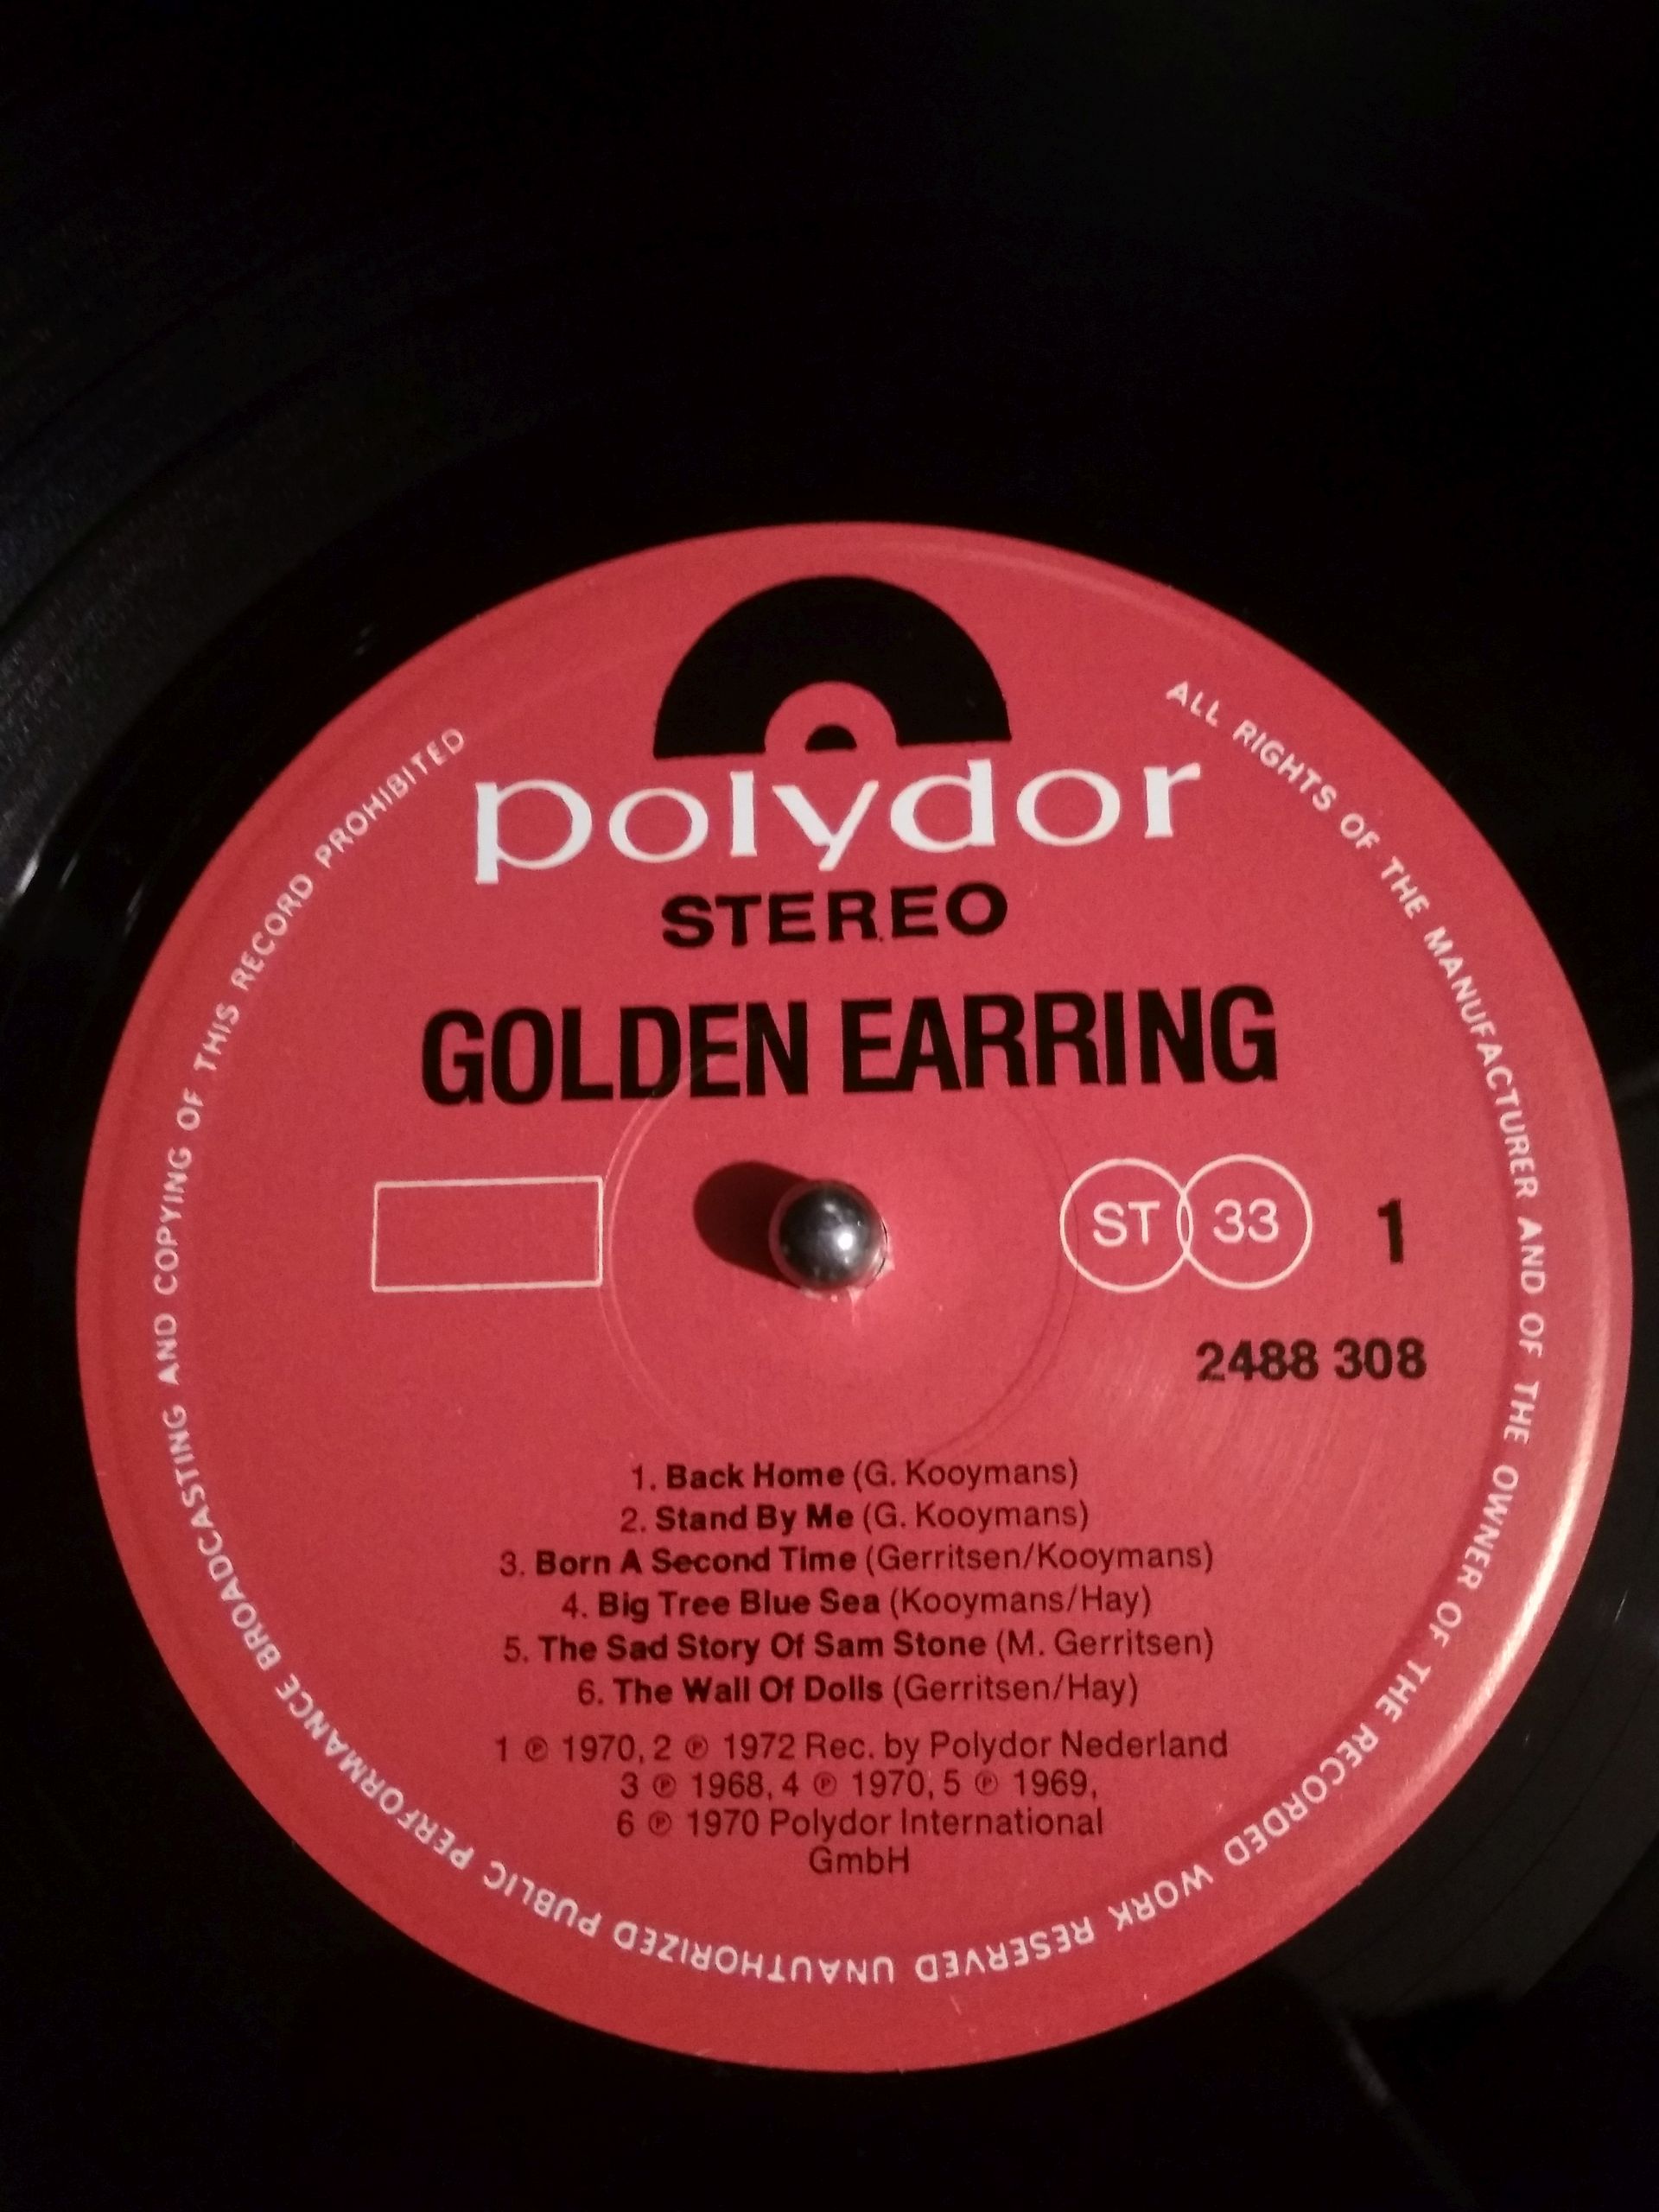 polydor
STEREO
GOLDEN EARRING
ST 33 1
2488 308
1. Back Home (G. Kooymans)
2. Stand By Me (G. Kooymans)
3. Born A Second Time (Gerritsen/Kooymans)
4. Big Tree Blue Sea (Kooymans/Hay)
5. The Sad Story Of Sam Stone (M. Gerritsen)
6. The Wall Of Dolls (Gerritsen/Hay)
1 ℗ 1970, 2 ℗ 1972 Rec. by Polydor Nederland
3 ℗ 1968, 4 ℗ 1970, 5 ℗ 1969,
6 ℗ 1970 Polydor International
GmbH
ALL RIGHTS OF THE MANUFACTURER AND OF THE OWNER OF THE RECORDED WORK RESERVED UNAUTHORIZED PUBLIC PERFORMANCE BROADCASTING AND COPYING OF THIS RECORD PROHIBITED